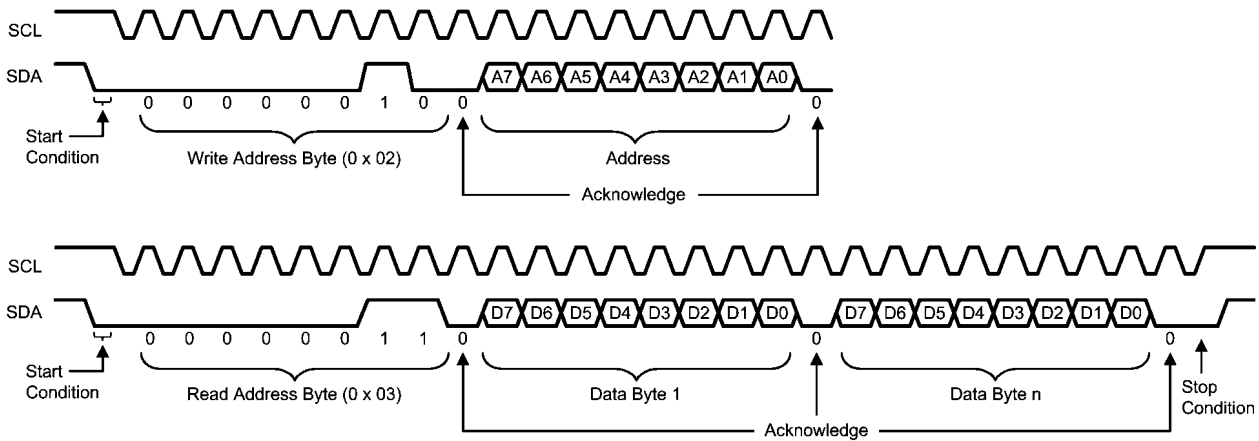 SCL
SDA A7 A6 A5 A4 A3 A2 A1 A0
0 0 0 0 0 0 1 0 0 0
Start
Condition
Write Address Byte (0 x 02)
Address
Acknowledge
SCL
SDA D7 D6 D5 D4 D3 D2 D1 D0 D7 D6 D5 D4 D3 D2 D1 D0
0 0 0 0 0 0 1 1 0 0 0
Start
Condition
Read Address Byte (0 x 03)
Data Byte 1
Data Byte n
Stop
Condition
Acknowledge